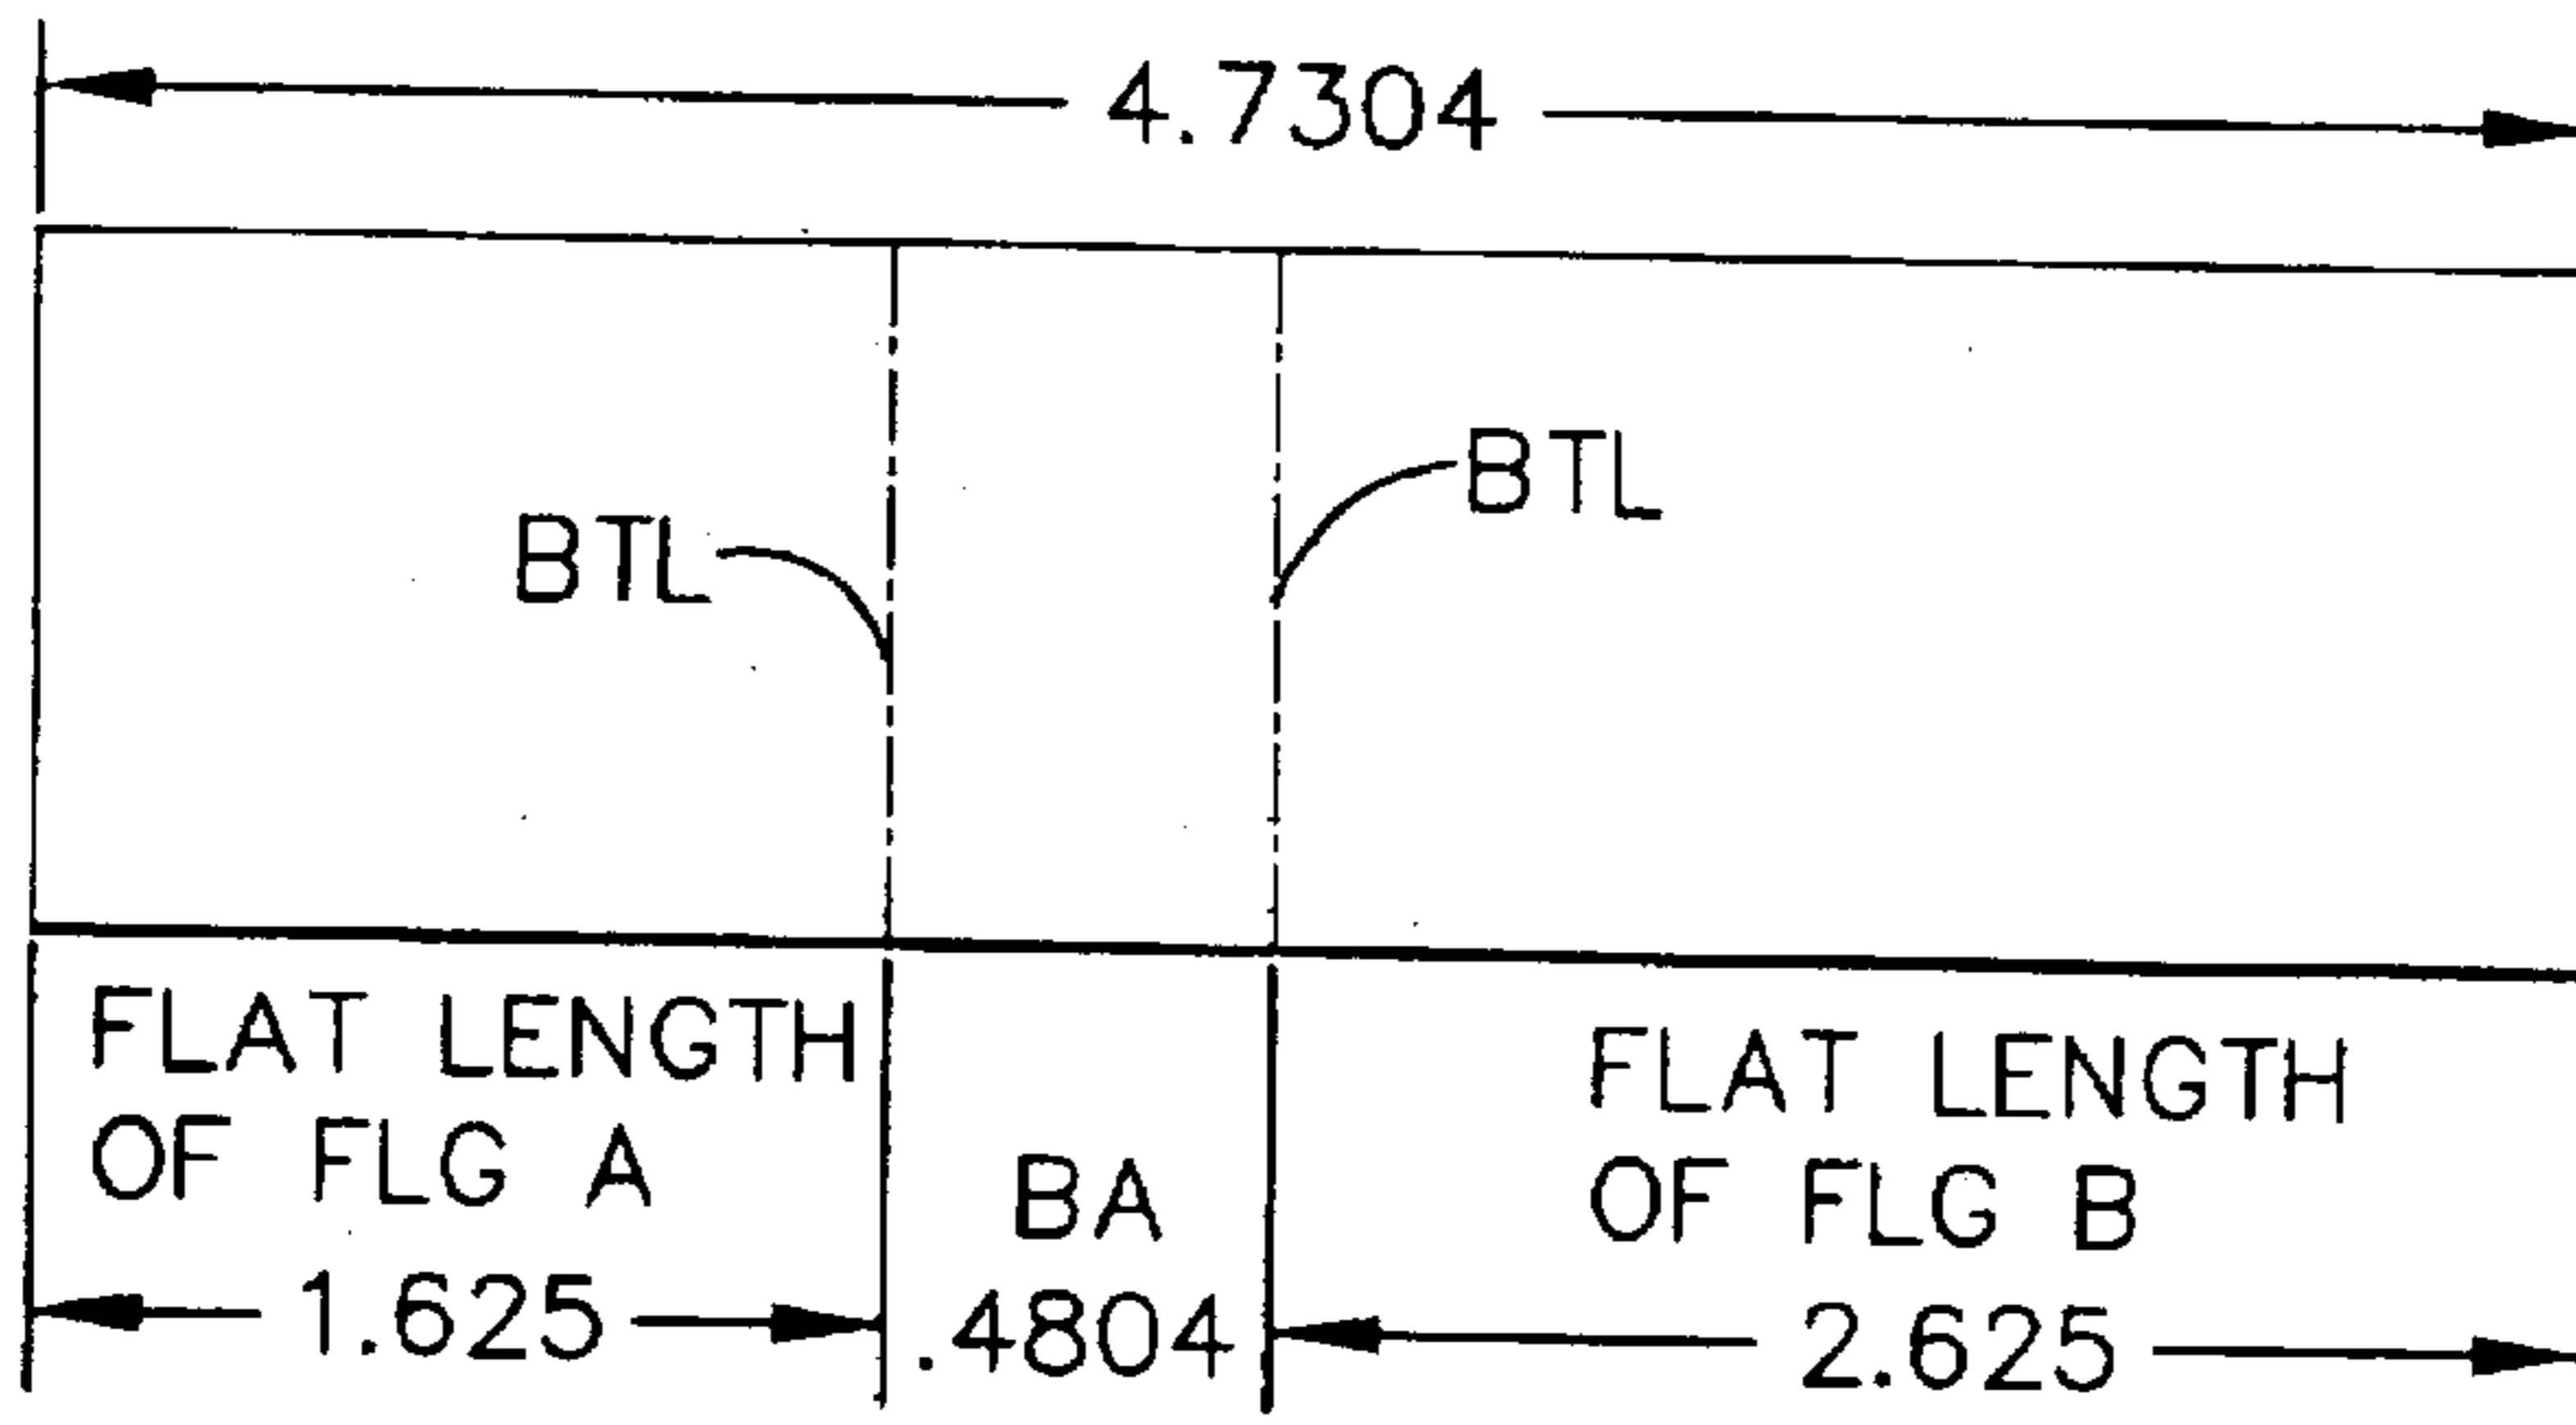 4.7304
BTL
BTL
FLAT LENGTH
OF FLG A
1.625
BA
.4804
FLAT LENGTH
OF FLG B
2.625